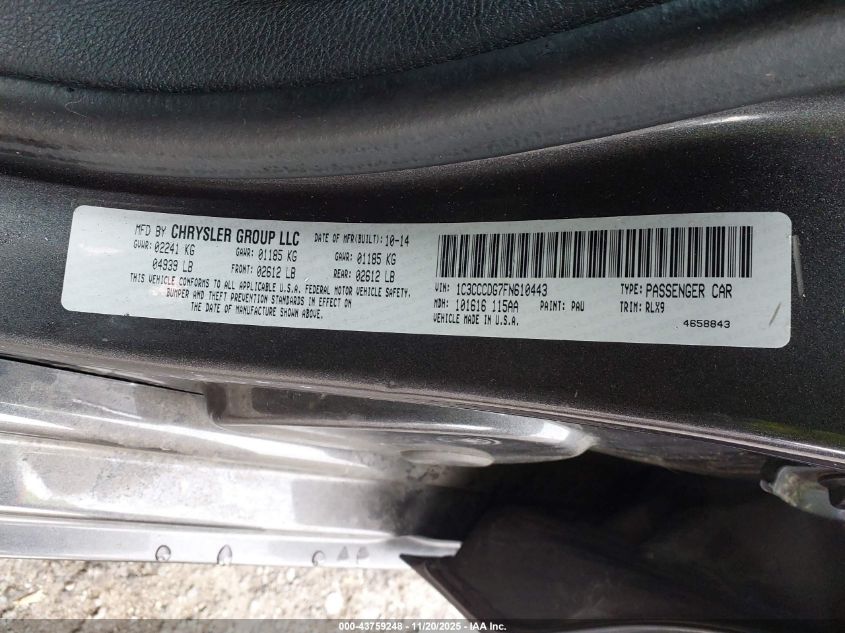 MFD BY CHRYSLER GROUP LLC DATE OF MFR(BUILT): 10-14
GVWR: 02241 KG GAWR: 01185 KG GAWR: 01185 KG
04939 LB FRONT: 02612 LB REAR: 02612 LB
THIS VEHICLE CONFORMS TO ALL APPLICABLE U.S.A. FEDERAL MOTOR VEHICLE SAFETY,
BUMPER AND THEFT PREVENTION STANDARDS IN EFFECT ON
THE DATE OF MANUFACTURE SHOWN ABOVE.
VIN: 1C3CCCDG7FN610443 TYPE: PASSENGER CAR
MDH: 101616 115AA PAINT: PAU TRIM: RLX9
VEHICLE MADE IN U.S.A.
4658843
000-43759248 - 11/20/2025 - © IAA Inc.